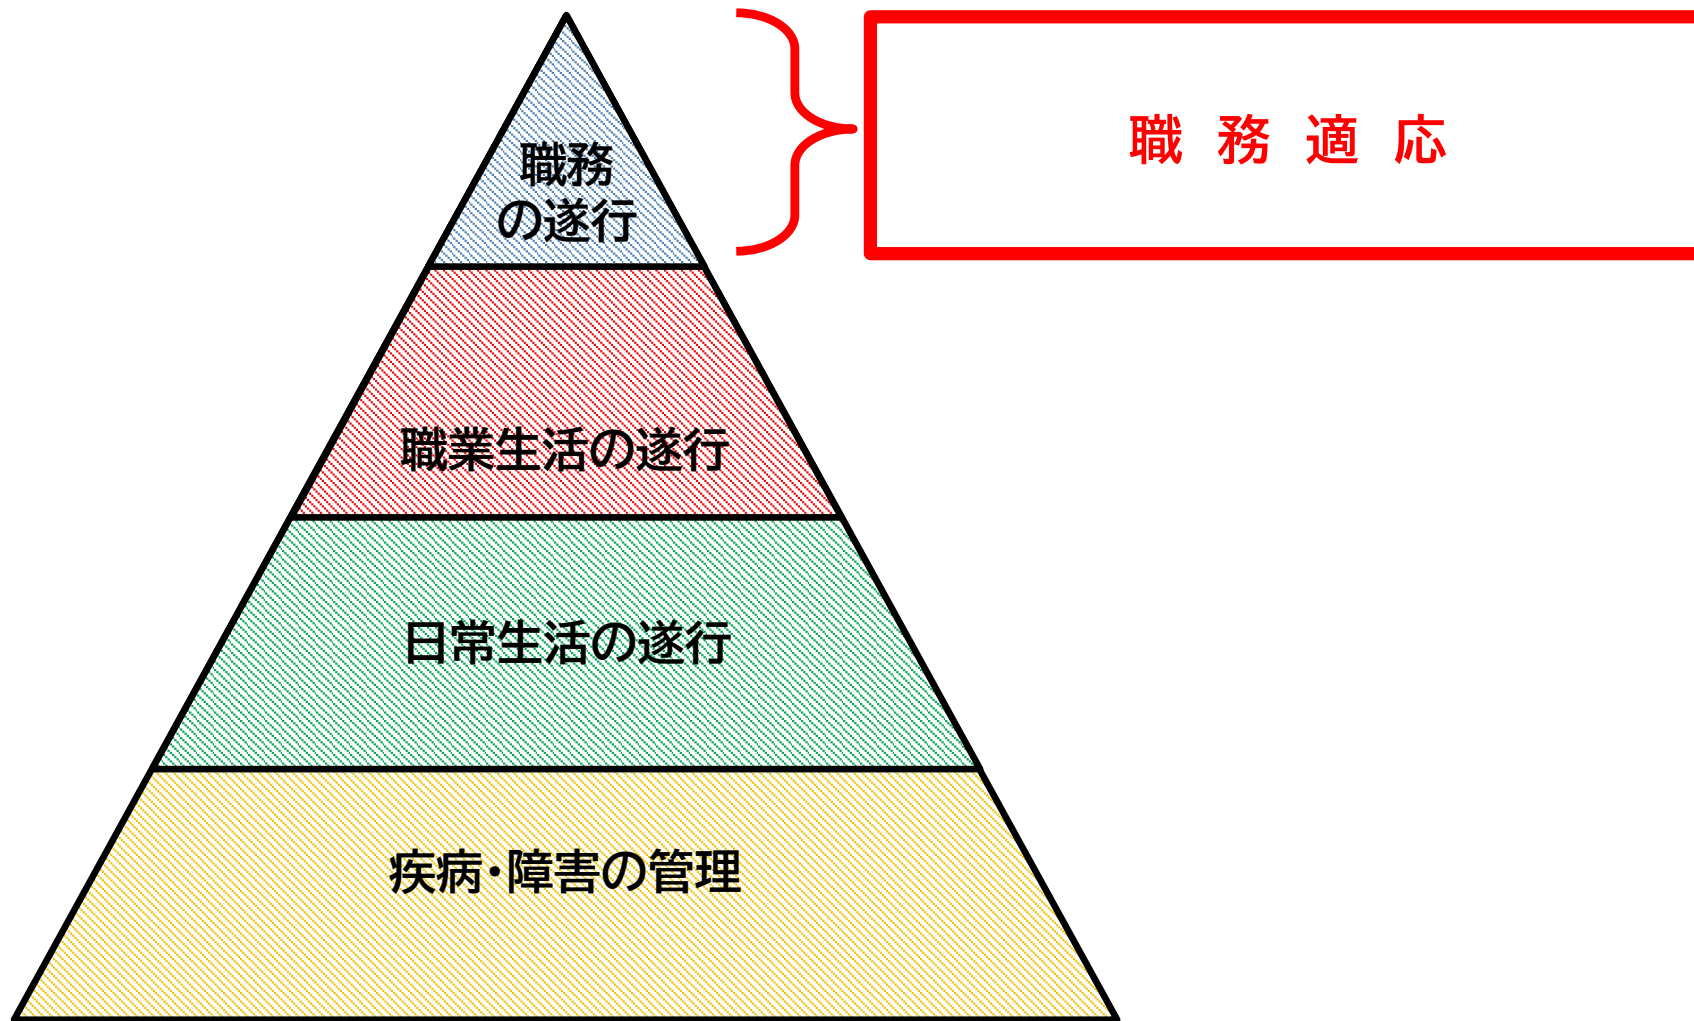 職務
の遂行
職務適応
職業生活の遂行
日常生活の遂行
疾病・障害の管理